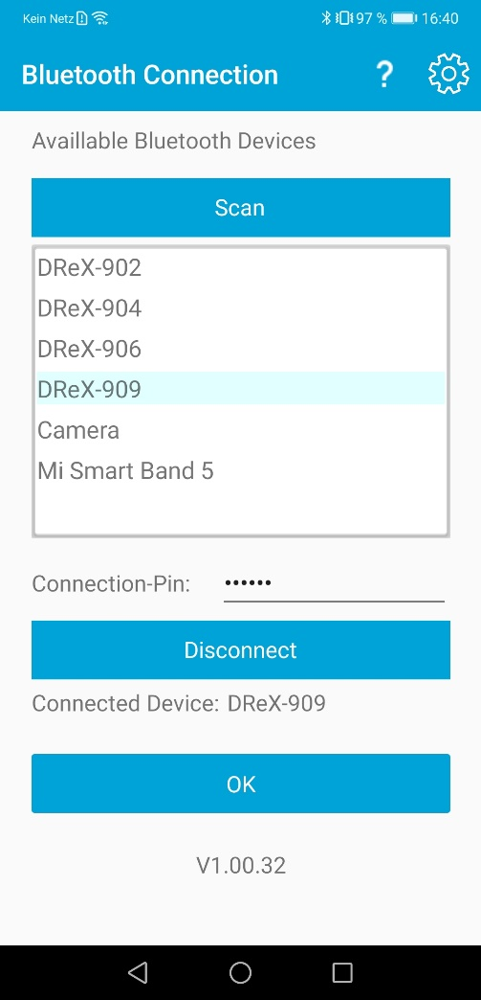 Kein Netz 97 % 16:40
Bluetooth Connection ?
Availlable Bluetooth Devices
Scan
DReX-902
DReX-904
DReX-906
DReX-909
Camera
Mi Smart Band 5
Connection-Pin: ••••••
Disconnect
Connected Device: DReX-909
OK
V1.00.32